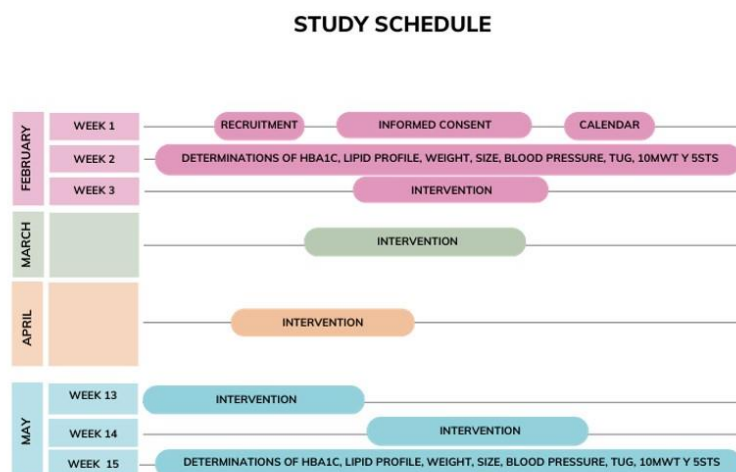 STUDY SCHEDULE
FEBRUARY
WEEK 1
RECRUITMENT
INFORMED CONSENT
CALENDAR
WEEK 2
DETERMINATIONS OF HBA1C, LIPID PROFILE, WEIGHT, SIZE, BLOOD PRESSURE, TUG, 10MWT Y 5STS
WEEK 3
INTERVENTION
MARCH
INTERVENTION
APRIL
INTERVENTION
MAY
WEEK 13
INTERVENTION
WEEK 14
INTERVENTION
WEEK 15
DETERMINATIONS OF HBA1C, LIPID PROFILE, WEIGHT, SIZE, BLOOD PRESSURE, TUG, 10MWT Y 5STS